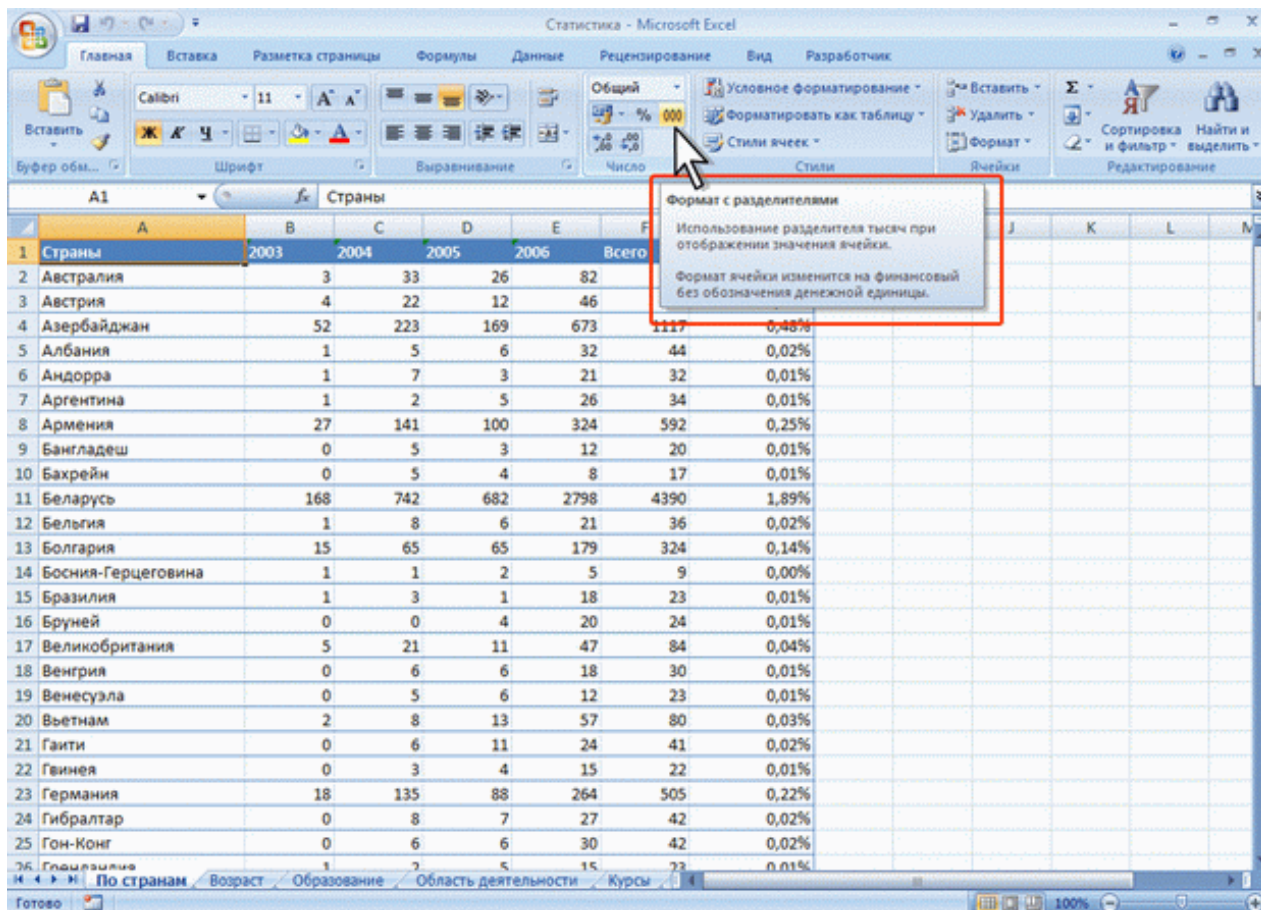 Статистика - Microsoft Excel
Главная Вставка Разметка страницы Формулы Данные Рецензирование Вид Разработчик
Вставить
Calibri 11
Ж К Ч
Общий
% 000
Условное форматирование
Форматировать как таблицу
Стили ячеек
Вставить
Удалить
Формат
Σ
Сортировка и фильтр
Найти и выделить
Буфер обм... Шрифт Выравнивание Число Стили Ячейки Редактирование
A1 fx Страны
Формат с разделителями
Использование разделителя тысяч при
отображении значения ячейки.
Формат ячейки изменится на финансовый
без обозначения денежной единицы.
A B C D E F J K L M
1 Страны 2003 2004 2005 2006 Всего
2 Австралия 3 33 26 82
3 Австрия 4 22 12 46
4 Азербайджан 52 223 169 673 1117 0,48%
5 Албания 1 5 6 32 44 0,02%
6 Андорра 1 7 3 21 32 0,01%
7 Аргентина 1 2 5 26 34 0,01%
8 Армения 27 141 100 324 592 0,25%
9 Бангладеш 0 5 3 12 20 0,01%
10 Бахрейн 0 5 4 8 17 0,01%
11 Беларусь 168 742 682 2798 4390 1,89%
12 Бельгия 1 8 6 21 36 0,02%
13 Болгария 15 65 65 179 324 0,14%
14 Босния-Герцеговина 1 1 2 5 9 0,00%
15 Бразилия 1 3 1 18 23 0,01%
16 Бруней 0 0 4 20 24 0,01%
17 Великобритания 5 21 11 47 84 0,04%
18 Венгрия 0 6 6 18 30 0,01%
19 Венесуэла 0 5 6 12 23 0,01%
20 Вьетнам 2 8 13 57 80 0,03%
21 Гаити 0 6 11 24 41 0,02%
22 Гвинея 0 3 4 15 22 0,01%
23 Германия 18 135 88 264 505 0,22%
24 Гибралтар 0 8 7 27 42 0,02%
25 Гон-Конг 0 6 6 30 42 0,02%
26 Гренландия 1 2 5 15 23 0,01%
По странам Возраст Образование Область деятельности Курсы
Готово 100%